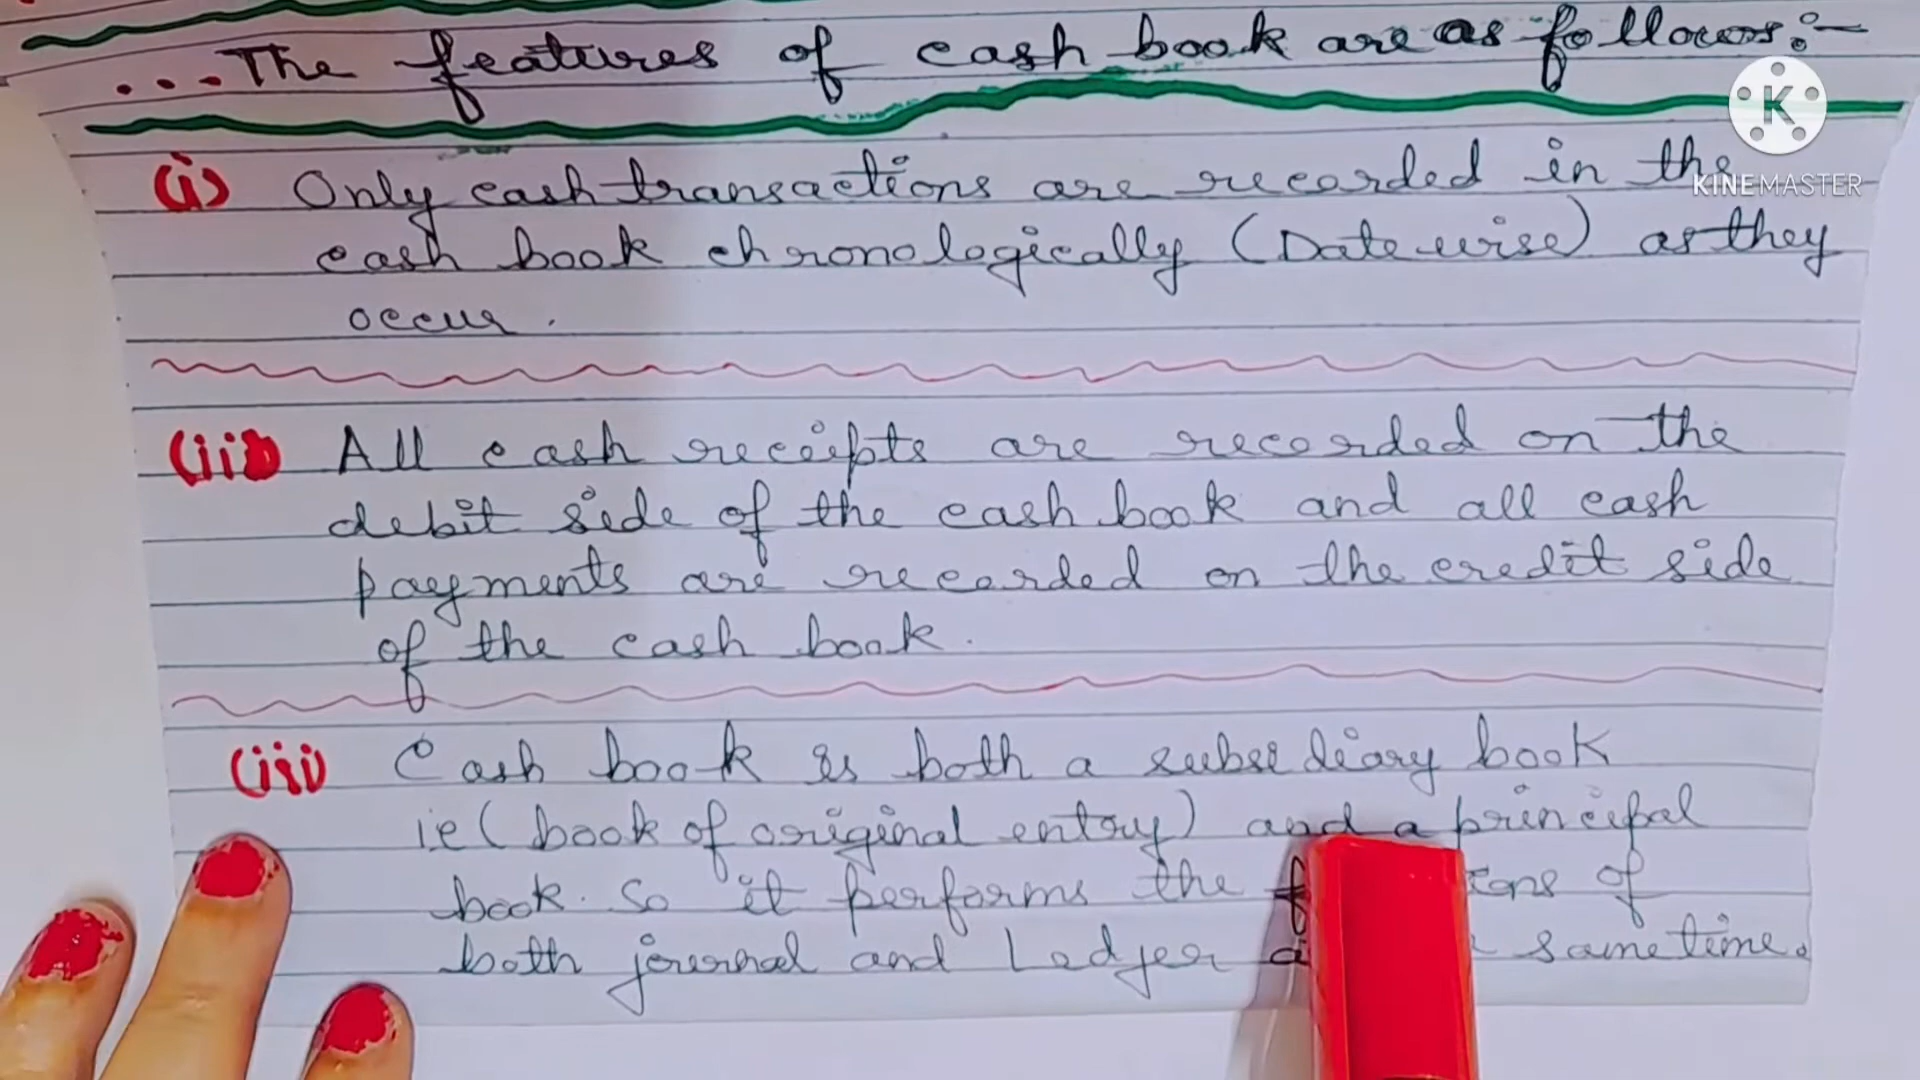 ...The features of cash book are as follows:-
K
KINEMASTER
(i) Only cash transactions are recorded in the
cash book chronologically (Date wise) as they
occur.
(ii) All cash receipts are recorded on the
debit side of the cash book and all cash
payments are recorded on the credit side
of the cash book.
(iii) Cash book is both a subsidiary book
i.e (book of original entry) and a principal
book. So it performs the of
both journal and Ledjer sametime.